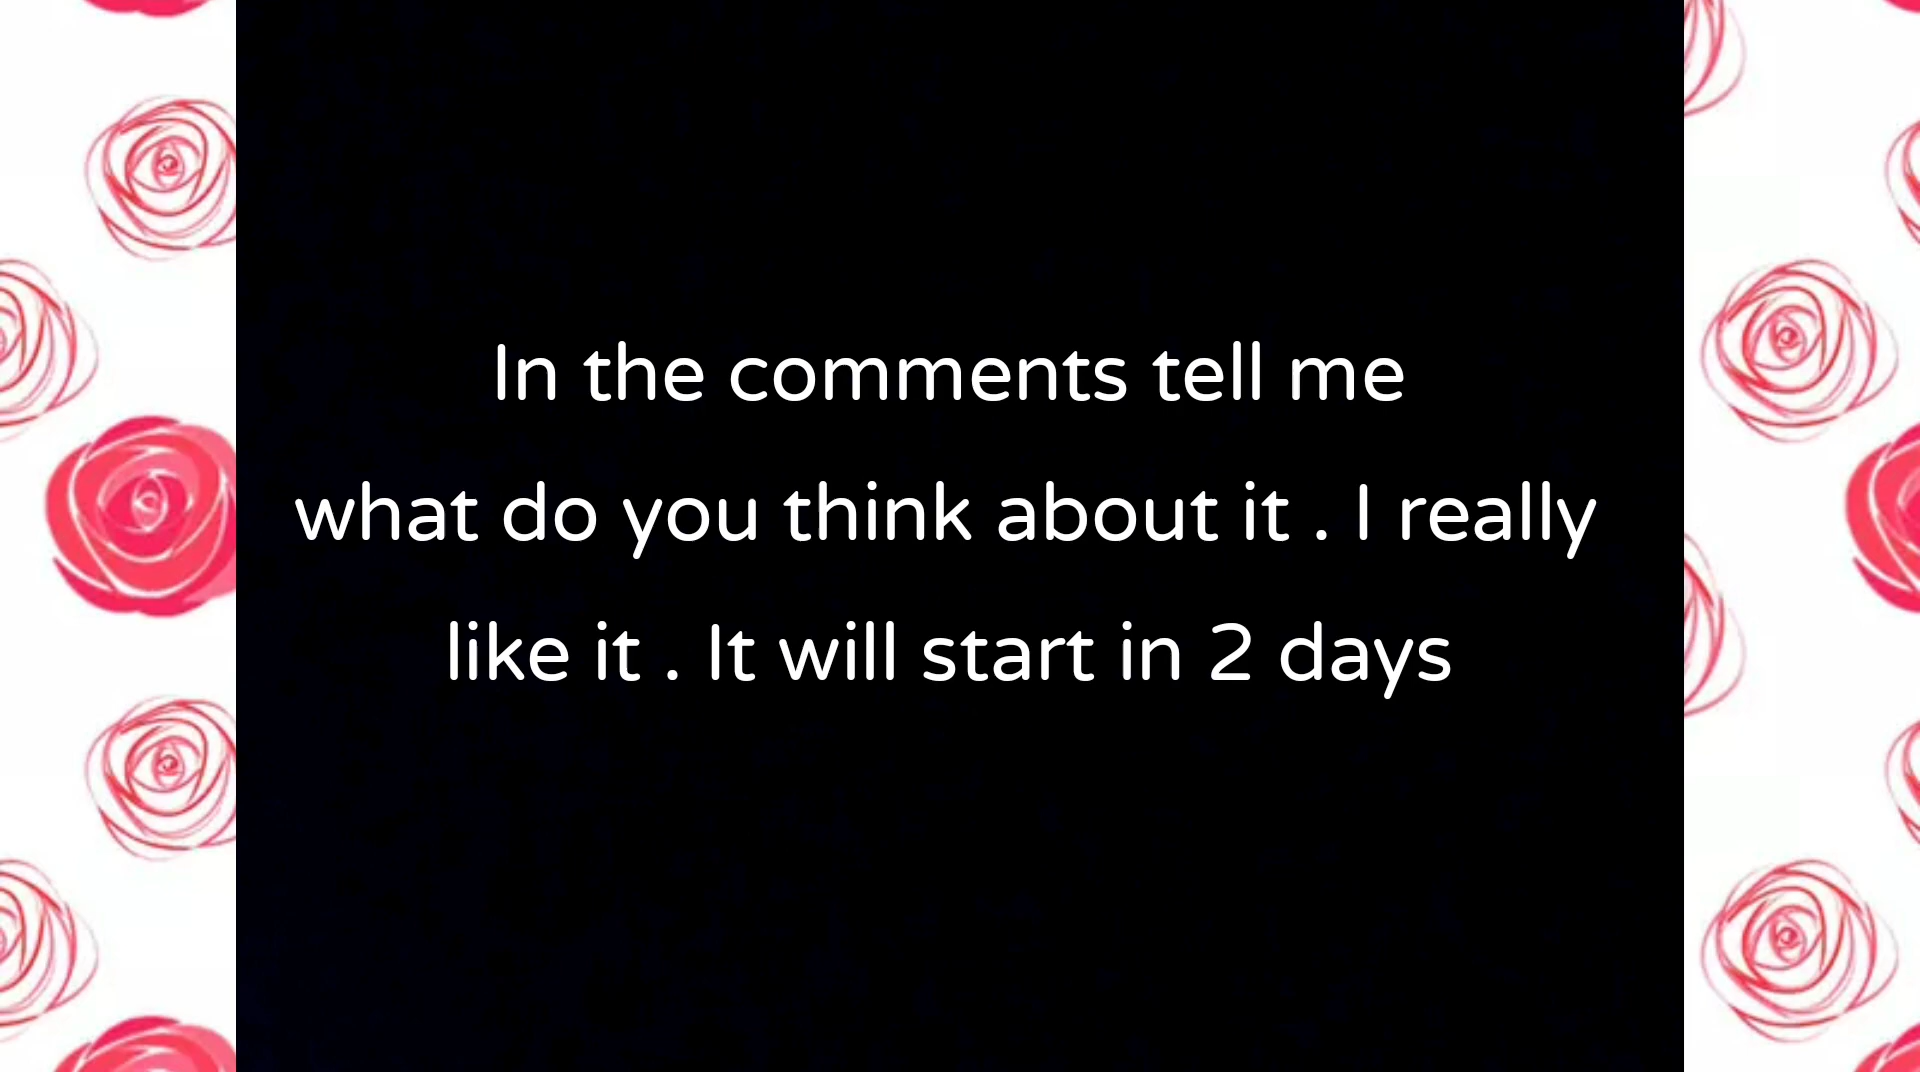 In the comments tell me
what do you think about it . I really
like it . It will start in 2 days